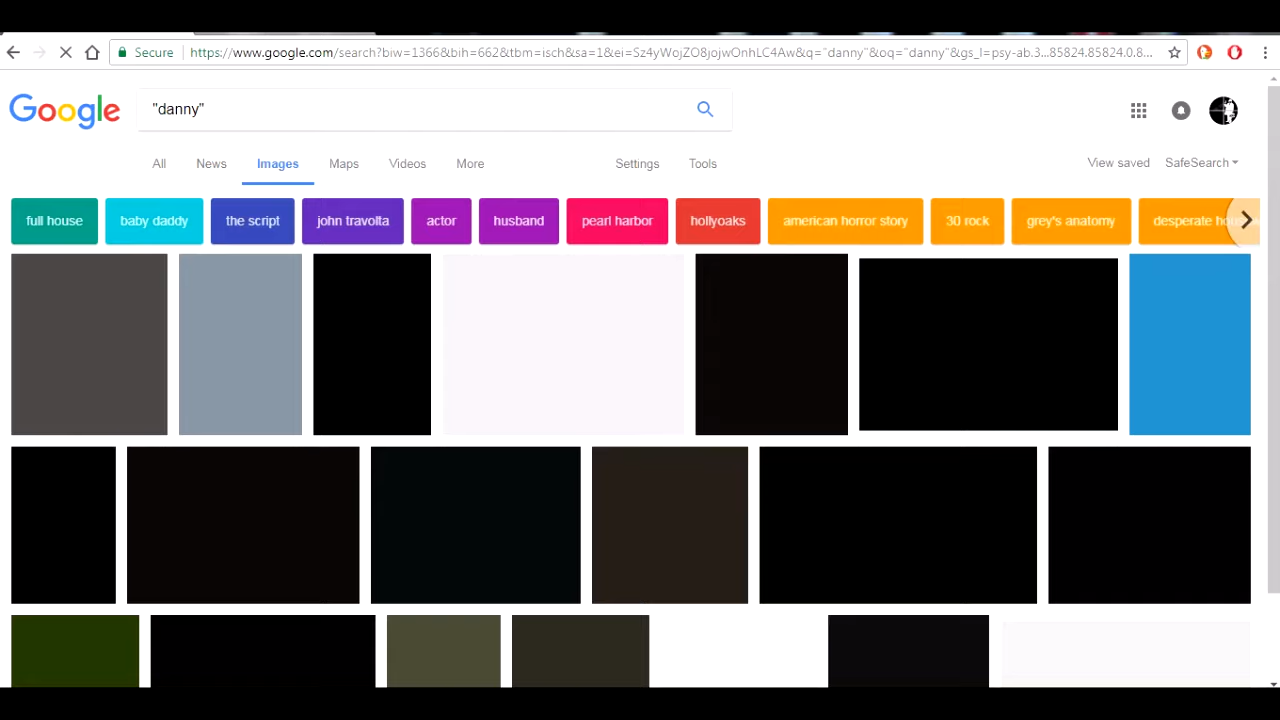 Secure https://www.google.com/search?biw=1366&bih=662&tbm=isch&sa=1&ei=Sz4yWojZO8jojwOnhLC4Aw&q="danny"&oq="danny"&gs_l=psy-ab.3...85824.85824.0.8...
Google "danny"
All News Images Maps Videos More Settings Tools View saved SafeSearch
full house baby daddy the script john travolta actor husband pearl harbor hollyoaks american horror story 30 rock grey's anatomy desperate